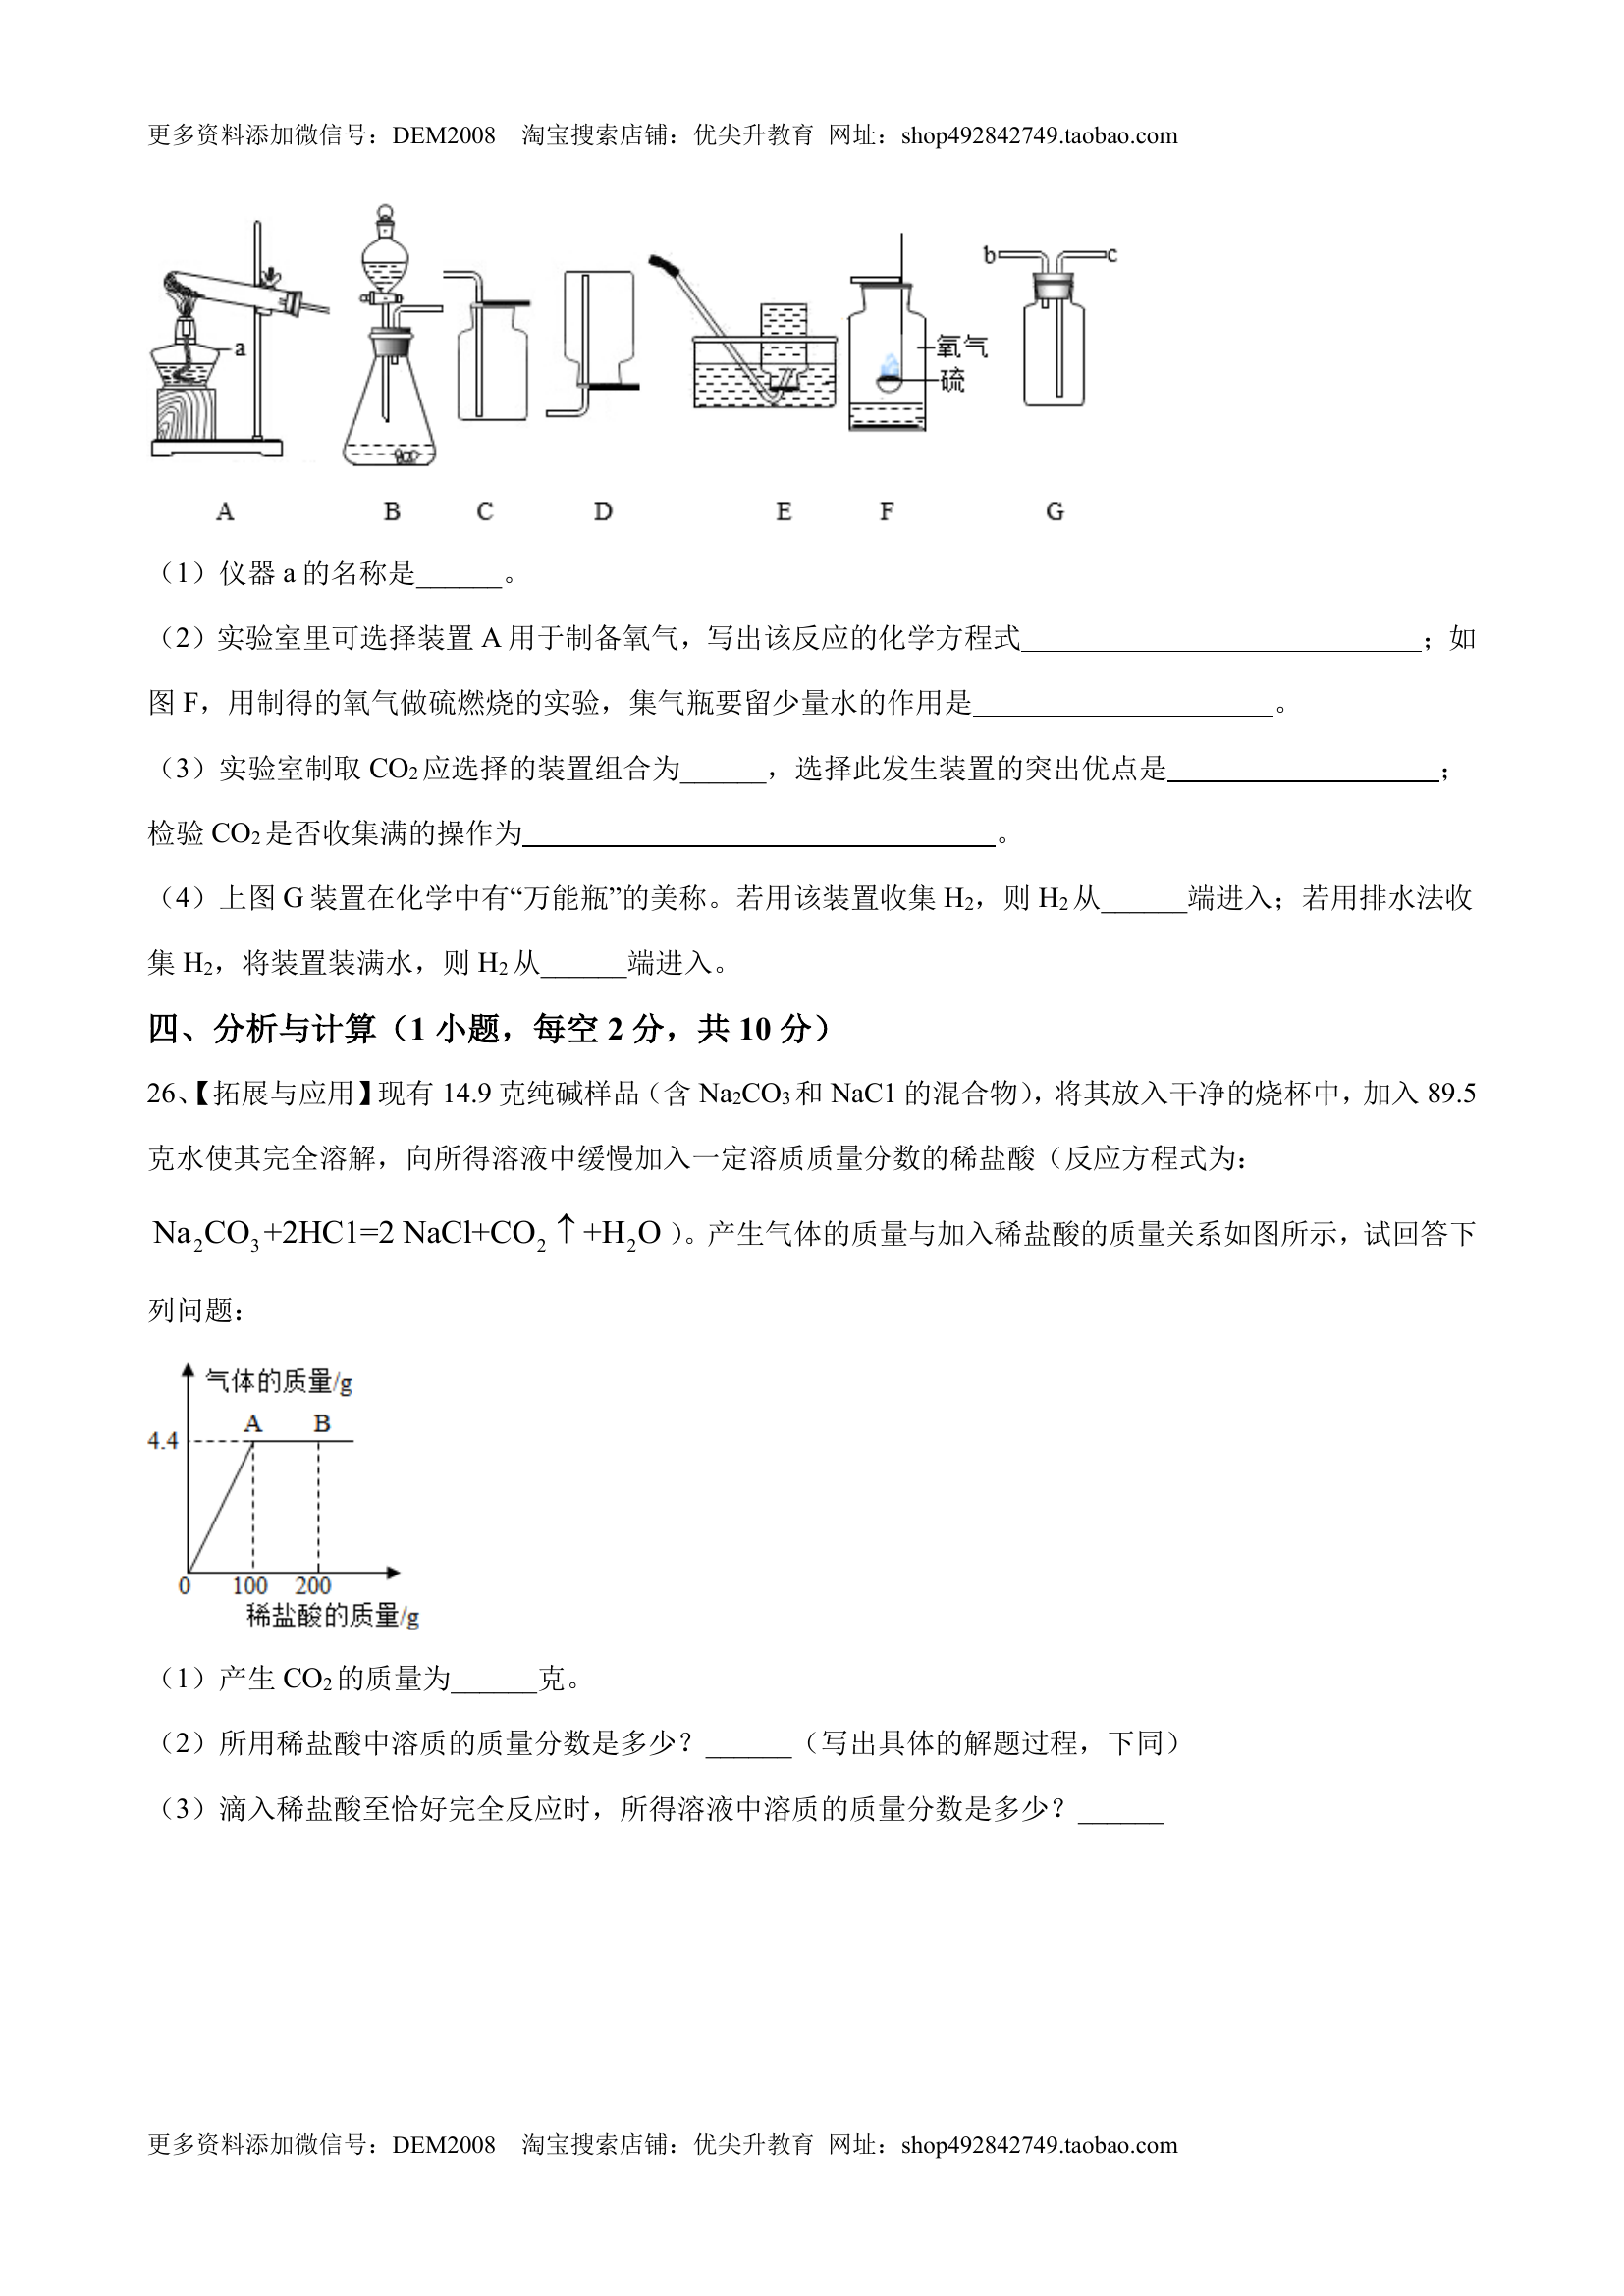 更多资料添加微信号：DEM2008 淘宝搜索店铺：优尖升教育 网址：shop492842749.taobao.com
a
氧气
硫
b
c
A B C D E F G
（1）仪器 a 的名称是______。
（2）实验室里可选择装置 A 用于制备氧气，写出该反应的化学方程式____________________________；如
图 F，用制得的氧气做硫燃烧的实验，集气瓶要留少量水的作用是_____________________。
（3）实验室制取 CO₂应选择的装置组合为______，选择此发生装置的突出优点是___________________；
检验 CO₂是否收集满的操作为_________________________________。
（4）上图 G 装置在化学中有“万能瓶”的美称。若用该装置收集 H₂，则 H₂从______端进入；若用排水法收
集 H₂，将装置装满水，则 H₂从______端进入。
四、分析与计算（1 小题，每空 2 分，共 10 分）
26、【拓展与应用】现有 14.9 克纯碱样品（含 Na₂CO₃和 NaC1 的混合物），将其放入干净的烧杯中，加入 89.5
克水使其完全溶解，向所得溶液中缓慢加入一定溶质质量分数的稀盐酸（反应方程式为：
Na₂CO₃+2HC1=2 NaCl+CO₂↑+H₂O）。产生气体的质量与加入稀盐酸的质量关系如图所示，试回答下
列问题：
气体的质量/g
A B
4.4
0 100 200
稀盐酸的质量/g
（1）产生 CO₂的质量为______克。
（2）所用稀盐酸中溶质的质量分数是多少？______（写出具体的解题过程，下同）
（3）滴入稀盐酸至恰好完全反应时，所得溶液中溶质的质量分数是多少？______
更多资料添加微信号：DEM2008 淘宝搜索店铺：优尖升教育 网址：shop492842749.taobao.com